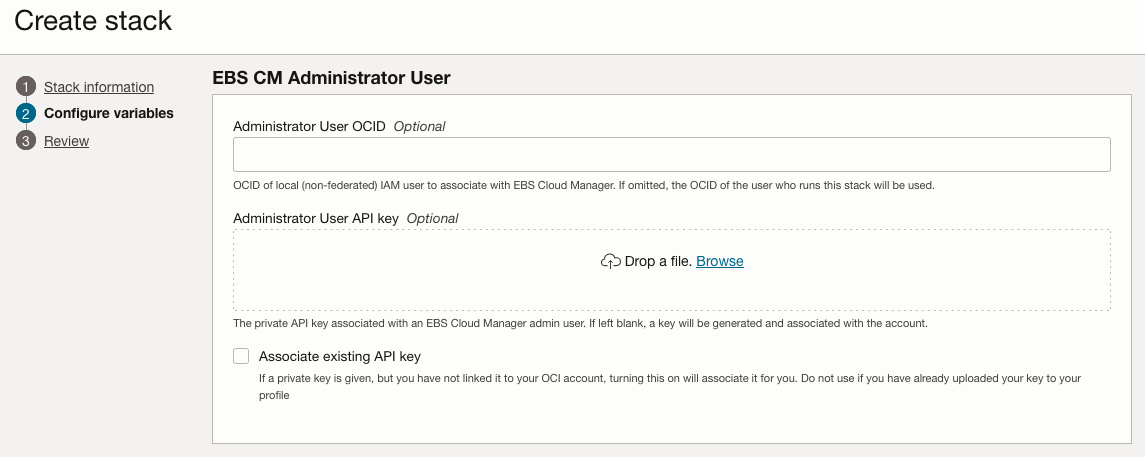 Create stack
1 Stack information
2 Configure variables
3 Review
EBS CM Administrator User
Administrator User OCID Optional
OCID of local (non-federated) IAM user to associate with EBS Cloud Manager. If omitted, the OCID of the user who runs this stack will be used.
Administrator User API key Optional
Drop a file. Browse
The private API key associated with an EBS Cloud Manager admin user. If left blank, a key will be generated and associated with the account.
Associate existing API key
If a private key is given, but you have not linked it to your OCI account, turning this on will associate it for you. Do not use if you have already uploaded your key to your
profile